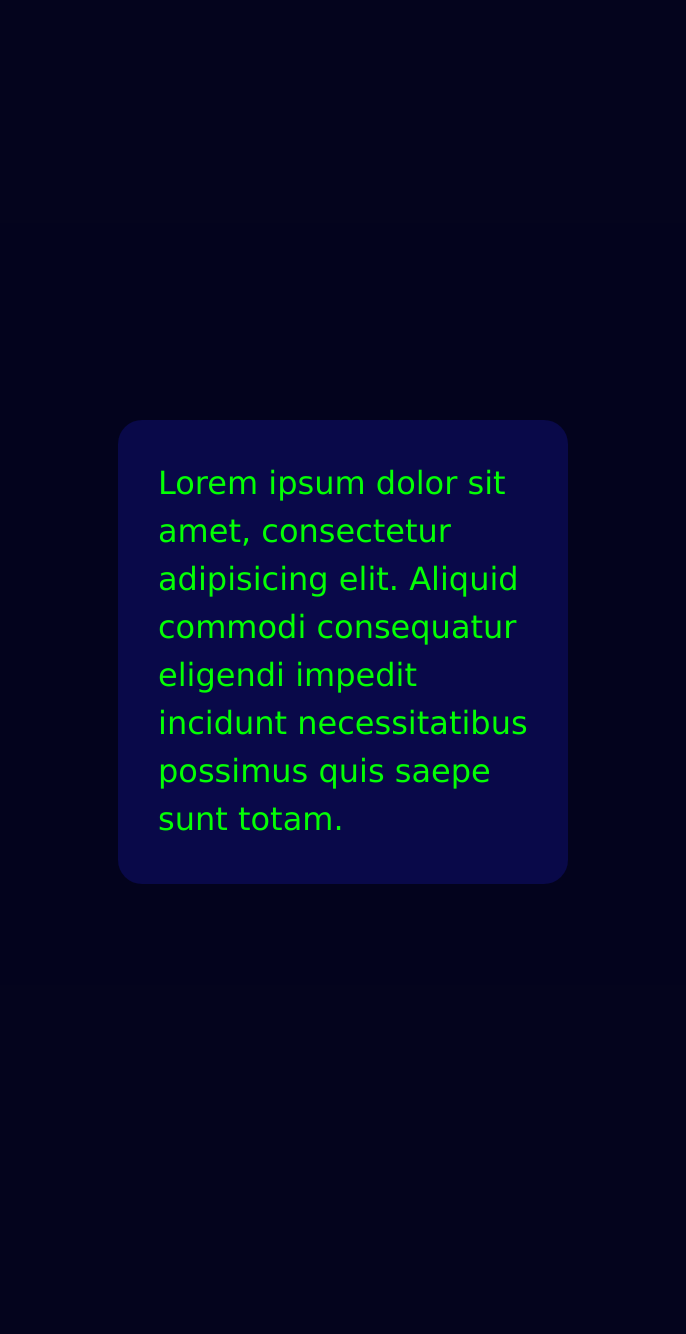 Lorem ipsum dolor sit
amet, consectetur
adipisicing elit. Aliquid
commodi consequatur
eligendi impedit
incidunt necessitatibus
possimus quis saepe
sunt totam.